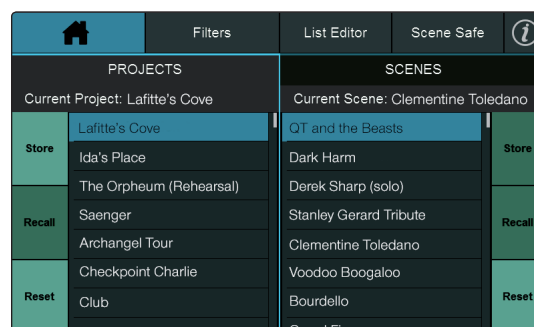 Filters
List Editor
Scene Safe
i
PROJECTS
SCENES
Current Project: Lafitte's Cove
Current Scene: Clementine Toledano
Store
Recall
Reset
Lafitte's Cove
Ida's Place
The Orpheum (Rehearsal)
Saenger
Archangel Tour
Checkpoint Charlie
Club
QT and the Beasts
Dark Harm
Derek Sharp (solo)
Stanley Gerard Tribute
Clementine Toledano
Voodoo Boogaloo
Bourdello
Store
Recall
Reset